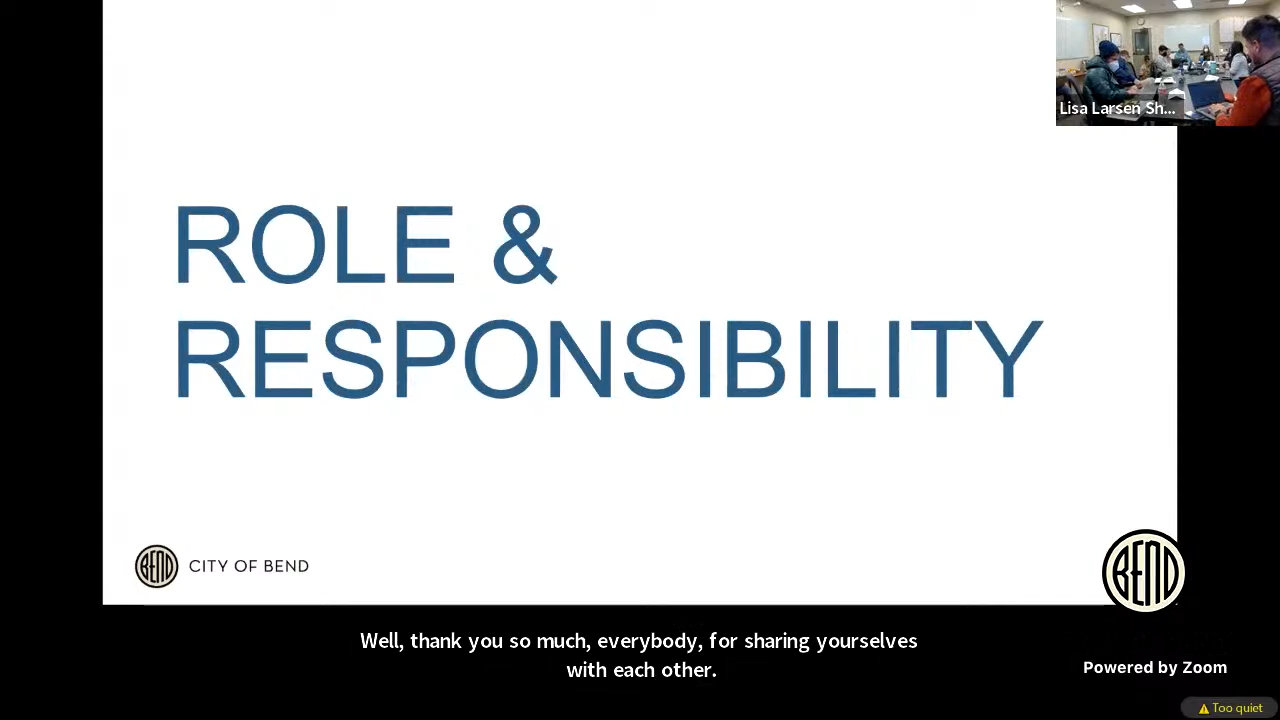 Lisa Larsen Sh...
ROLE &
RESPONSIBILITY
BEND
CITY OF BEND
BEND
Well, thank you so much, everybody, for sharing yourselves
with each other.
Powered by Zoom
Too quiet